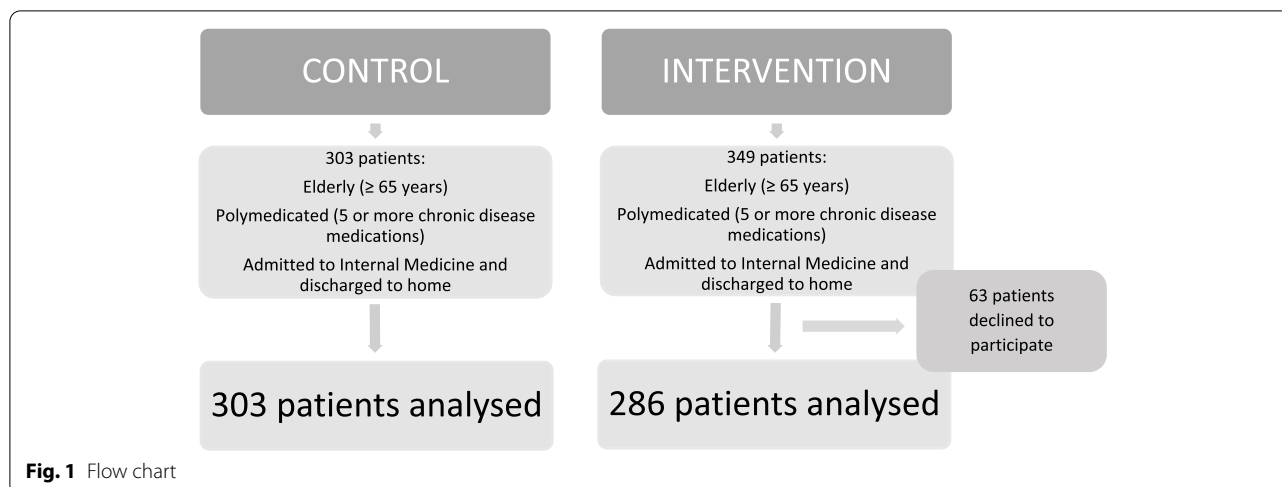 CONTROL
303 patients:
Elderly (≥ 65 years)
Polymedicated (5 or more chronic disease
medications)
Admitted to Internal Medicine and
discharged to home
303 patients analysed
INTERVENTION
349 patients:
Elderly (≥ 65 years)
Polymedicated (5 or more chronic disease
medications)
Admitted to Internal Medicine and
discharged to home
63 patients
declined to
participate
286 patients analysed
Fig. 1 Flow chart